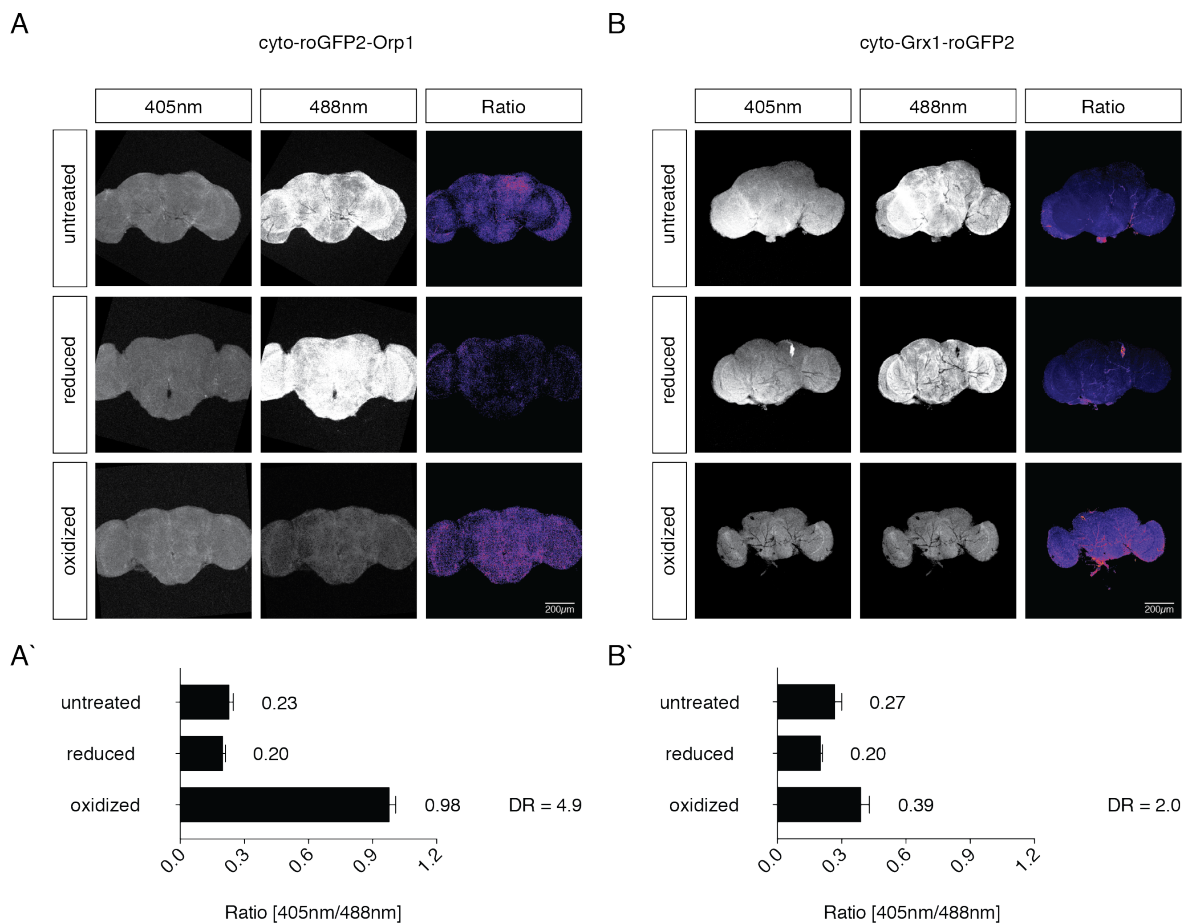 A
cyto-roGFP2-Orp1
405nm 488nm Ratio
untreated
reduced
oxidized
200µm
B
cyto-Grx1-roGFP2
405nm 488nm Ratio
untreated
reduced
oxidized
200µm
A`
untreated 0.23
reduced 0.20
oxidized 0.98 DR = 4.9
0.0 0.3 0.6 0.9 1.2
Ratio [405nm/488nm]
B`
untreated 0.27
reduced 0.20
oxidized 0.39 DR = 2.0
0.0 0.3 0.6 0.9 1.2
Ratio [405nm/488nm]